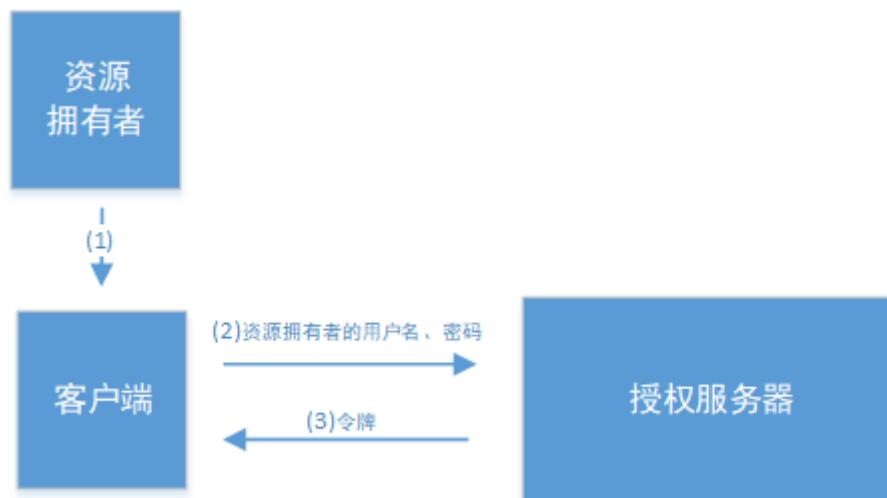 资源
拥有者
(1)
(2)资源拥有者的用户名、密码
客户端
授权服务器
(3)令牌